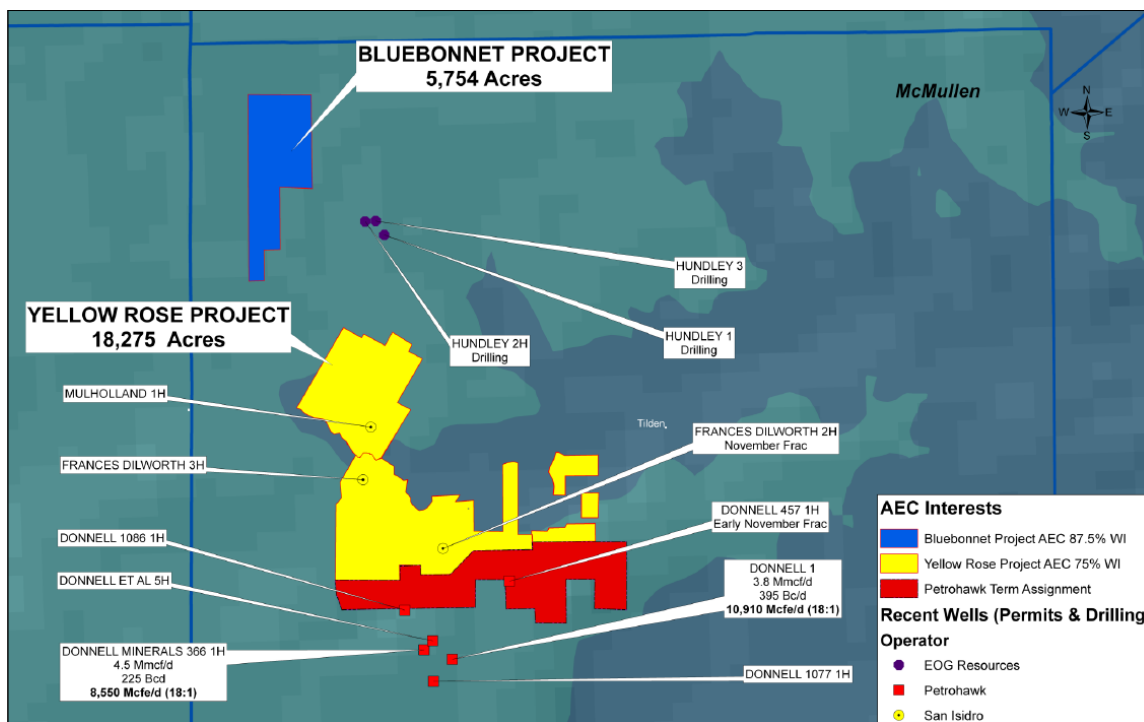 BLUEBONNET PROJECT
5,754 Acres
McMullen
N
W E
S
HUNDLEY 3
Drilling
YELLOW ROSE PROJECT
18,275 Acres
HUNDLEY 2H
Drilling
HUNDLEY 1
Drilling
MULHOLLAND 1H
Tilden
FRANCES DILWORTH 2H
November Frac
FRANCES DILWORTH 3H
DONNELL 457 1H
Early November Frac
DONNELL 1086 1H
DONNELL ET AL 5H
DONNELL 1
3.8 Mmcf/d
395 Bc/d
10,910 Mcfe/d (18:1)
DONNELL MINERALS 366 1H
4.5 Mmcf/d
225 Bcd
8,550 Mcfe/d (18:1)
DONNELL 1077 1H
AEC Interests
Bluebonnet Project AEC 87.5% WI
Yellow Rose Project AEC 75% WI
Petrohawk Term Assignment
Recent Wells (Permits & Drilling
Operator
EOG Resources
Petrohawk
San Isidro